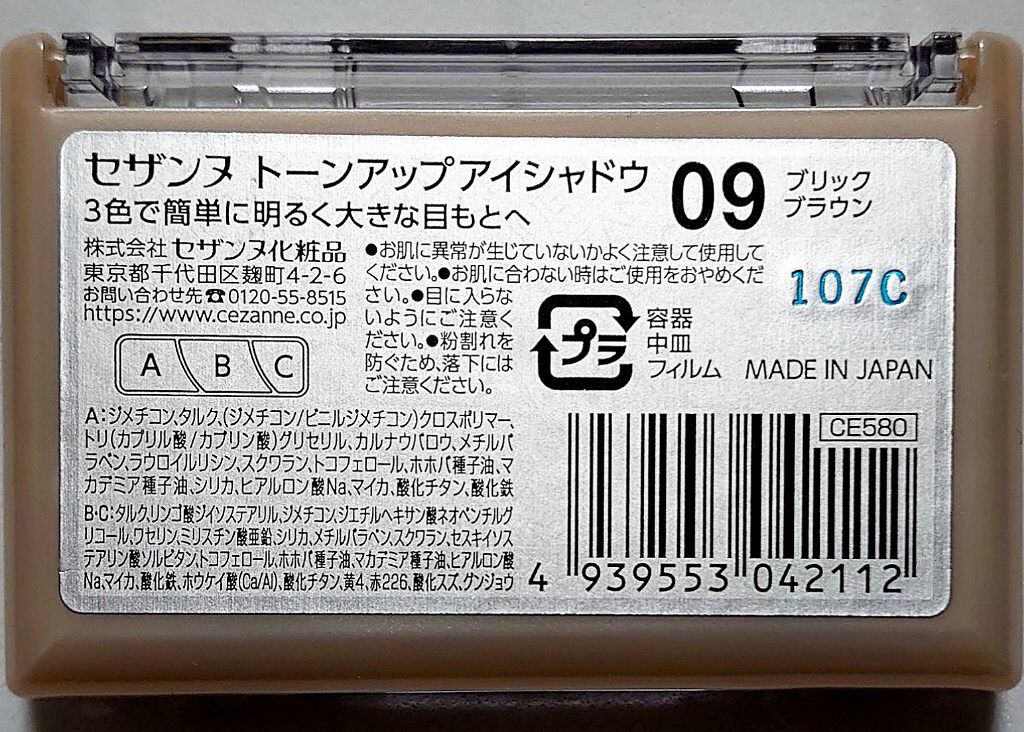 セザンヌ トーンアップアイシャドウ
3色で簡単に明るく大きな目もとへ
09
ブリック
ブラウン
株式会社 セザンヌ化粧品
東京都千代田区麹町4-2-6
お問い合わせ先☎0120-55-8515
https://www.cezanne.co.jp
●お肌に異常が生じていないかよく注意して使用して
ください。●お肌に合わない時はご使用をおやめくだ
さい。●目に入らな
いようにご注意く
ださい。●粉割れを
防ぐため、落下には
ご注意ください。
107C
プラ
容器
中皿
フィルム
MADE IN JAPAN
A B C
A:ジメチコン、タルク、(ジメチコン/ビニルジメチコン)クロスポリマー、
トリ(カプリル酸/カプリン酸)グリセリル、カルナウバロウ、メチルパ
ラベン、ラウロイルリシン、スクワラン、トコフェロール、ホホバ種子油、マ
カデミア種子油、シリカ、ヒアルロン酸Na、マイカ、酸化チタン、酸化鉄
B･C:タルク、リンゴ酸ジイソステアリル、ジメチコン、ジエチルヘキサン酸ネオペンチルグ
リコール、ワセリン、ミリスチン酸亜鉛、シリカ、メチルパラベン、スクワラン、セスキイソス
テアリン酸ソルビタン、トコフェロール、ホホバ種子油、マカデミア種子油、ヒアルロン酸
Na、マイカ、酸化鉄、ホウケイ酸(Ca/Al)、酸化チタン、黄4、赤226、酸化スズ、グンジョウ
CE580
4 939553 042112